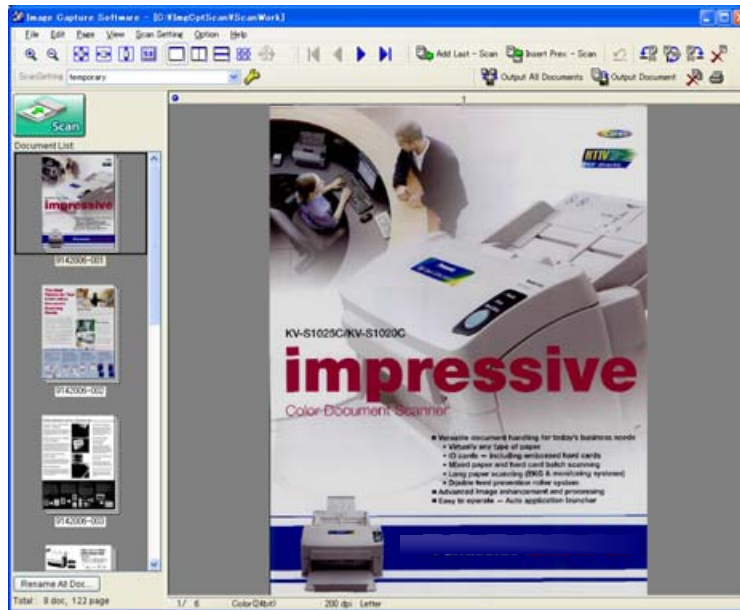 Image Capture Software - [C:¥ImgCptScan¥ScanWork]
File Edit Page View Scan Setting Option Help
Add Last - Scan Insert Prev. - Scan
ScanSetting temporary
Output All Documents Output Document
Scan
Document List:
1
impressive
9142006-001
9142006-002
9142006-003
Rename All Doc...
Total : 8 doc, 122 page
RTIV
KV-S1025C/KV-S1020C
impressive
Color Document Scanner
■ Versatile document handling for today's business needs
• Virtually any type of paper
• ID cards — including embossed hard cards
• Mixed paper and hard card batch scanning
• Long paper scanning (EKG & monitoring systems)
• Double feed prevention roller system
■ Advanced image enhancement and processing
■ Easy to operate — Auto application launcher
1/ 6 Color(24bit) 200 dpi Letter